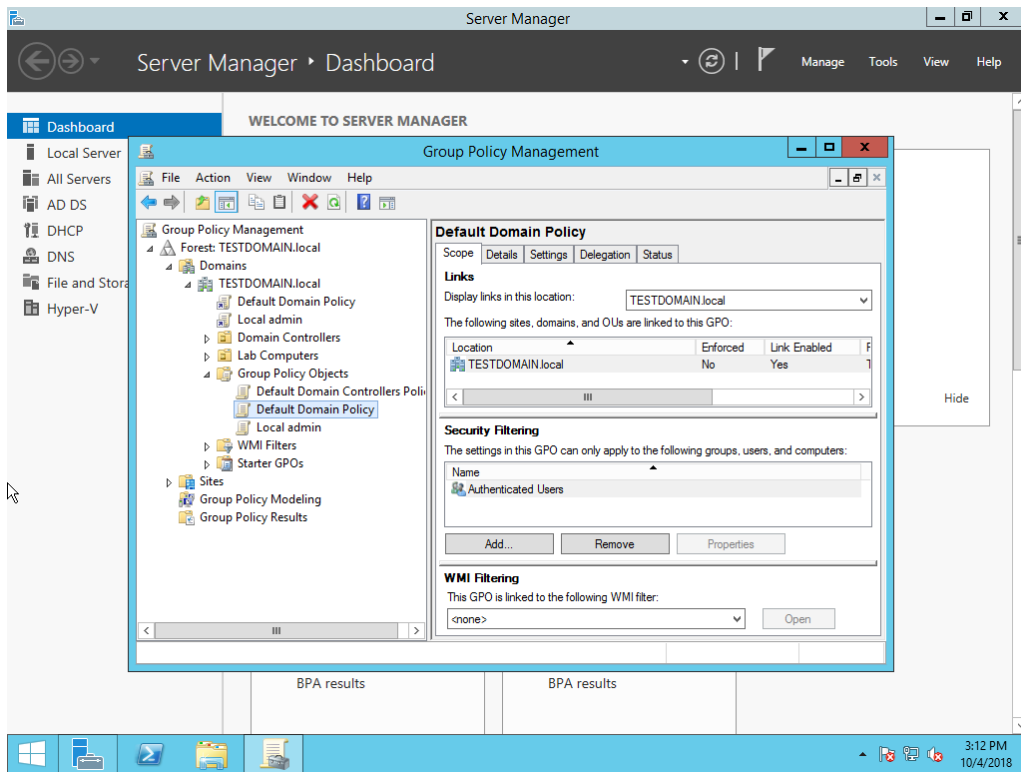 Server Manager
Server Manager ‣ Dashboard
Manage Tools View Help
Dashboard
Local Server
All Servers
AD DS
DHCP
DNS
File and Stora
Hyper-V
WELCOME TO SERVER MANAGER
Hide
Group Policy Management
File Action View Window Help
Group Policy Management
Forest: TESTDOMAIN.local
Domains
TESTDOMAIN.local
Default Domain Policy
Local admin
Domain Controllers
Lab Computers
Group Policy Objects
Default Domain Controllers Poli
Default Domain Policy
Local admin
WMI Filters
Starter GPOs
Sites
Group Policy Modeling
Group Policy Results
Default Domain Policy
Scope Details Settings Delegation Status
Links
Display links in this location: TESTDOMAIN.local
The following sites, domains, and OUs are linked to this GPO:
Location Enforced Link Enabled
TESTDOMAIN.local No Yes
Security Filtering
The settings in this GPO can only apply to the following groups, users, and computers:
Name
Authenticated Users
Add... Remove Properties
WMI Filtering
This GPO is linked to the following WMI filter:
<none> Open
BPA results BPA results
3:12 PM
10/4/2018